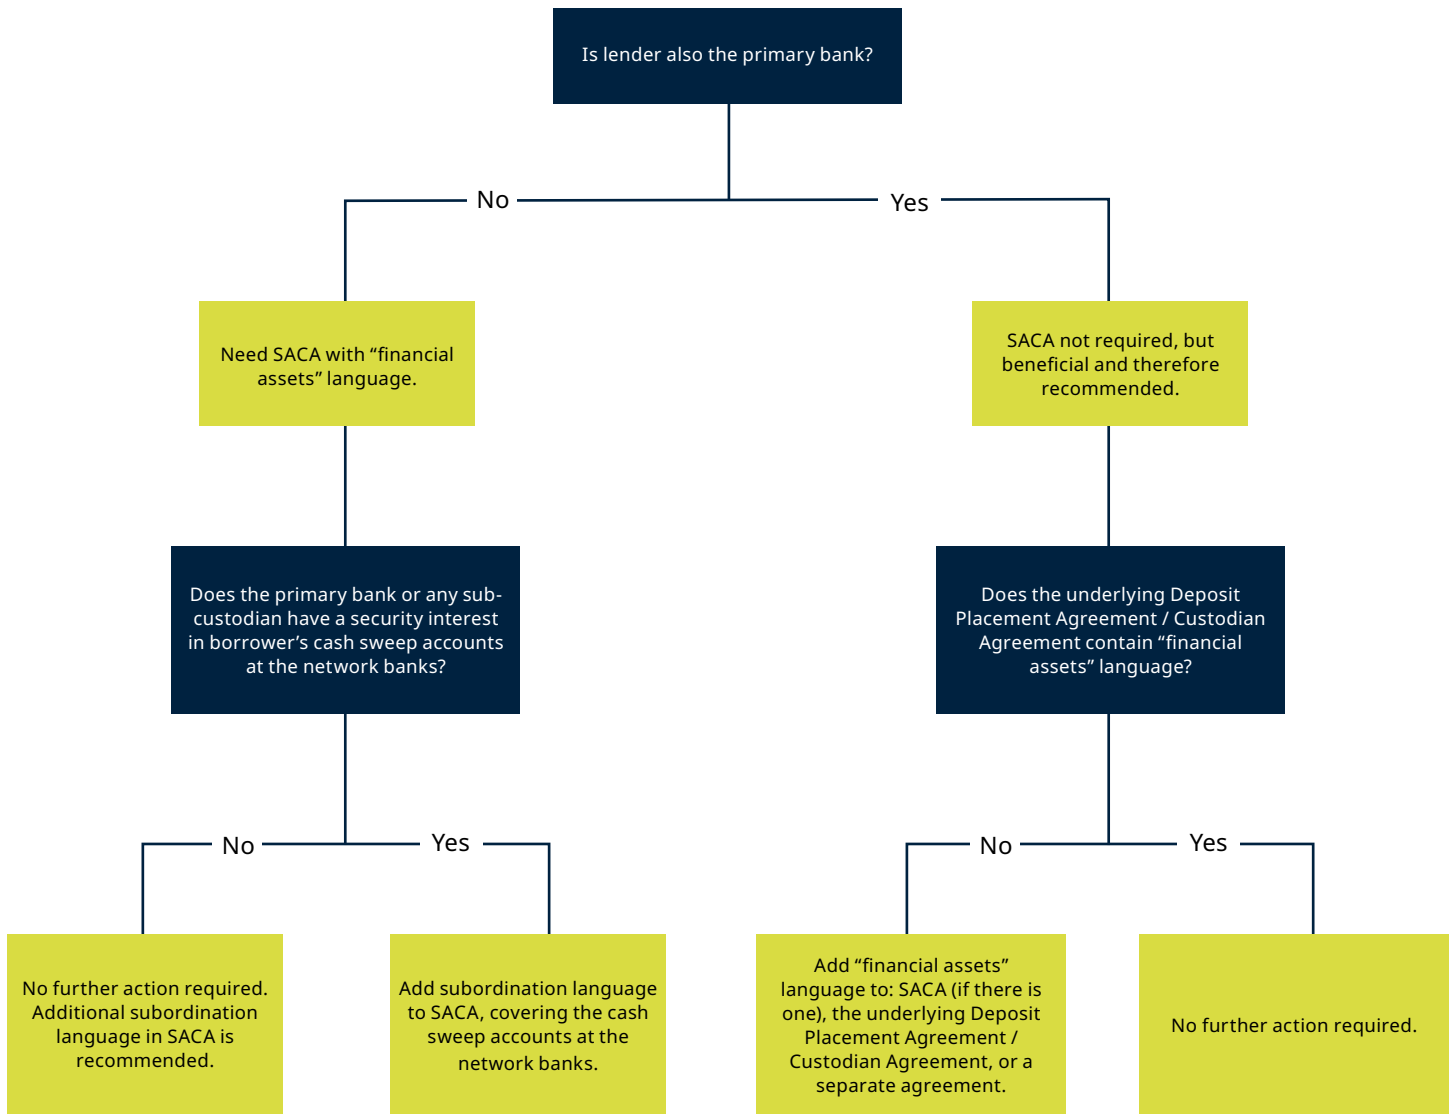 Is lender also the primary bank?
No
Yes
Need SACA with “financial
assets” language.
SACA not required, but
beneficial and therefore
recommended.
Does the primary bank or any sub-
custodian have a security interest
in borrower’s cash sweep accounts
at the network banks?
Does the underlying Deposit
Placement Agreement / Custodian
Agreement contain “financial
assets” language?
No
Yes
No
Yes
No further action required.
Additional subordination
language in SACA is
recommended.
Add subordination language
to SACA, covering the cash
sweep accounts at the
network banks.
Add “financial assets”
language to: SACA (if there is
one), the underlying Deposit
Placement Agreement /
Custodian Agreement, or a
separate agreement.
No further action required.